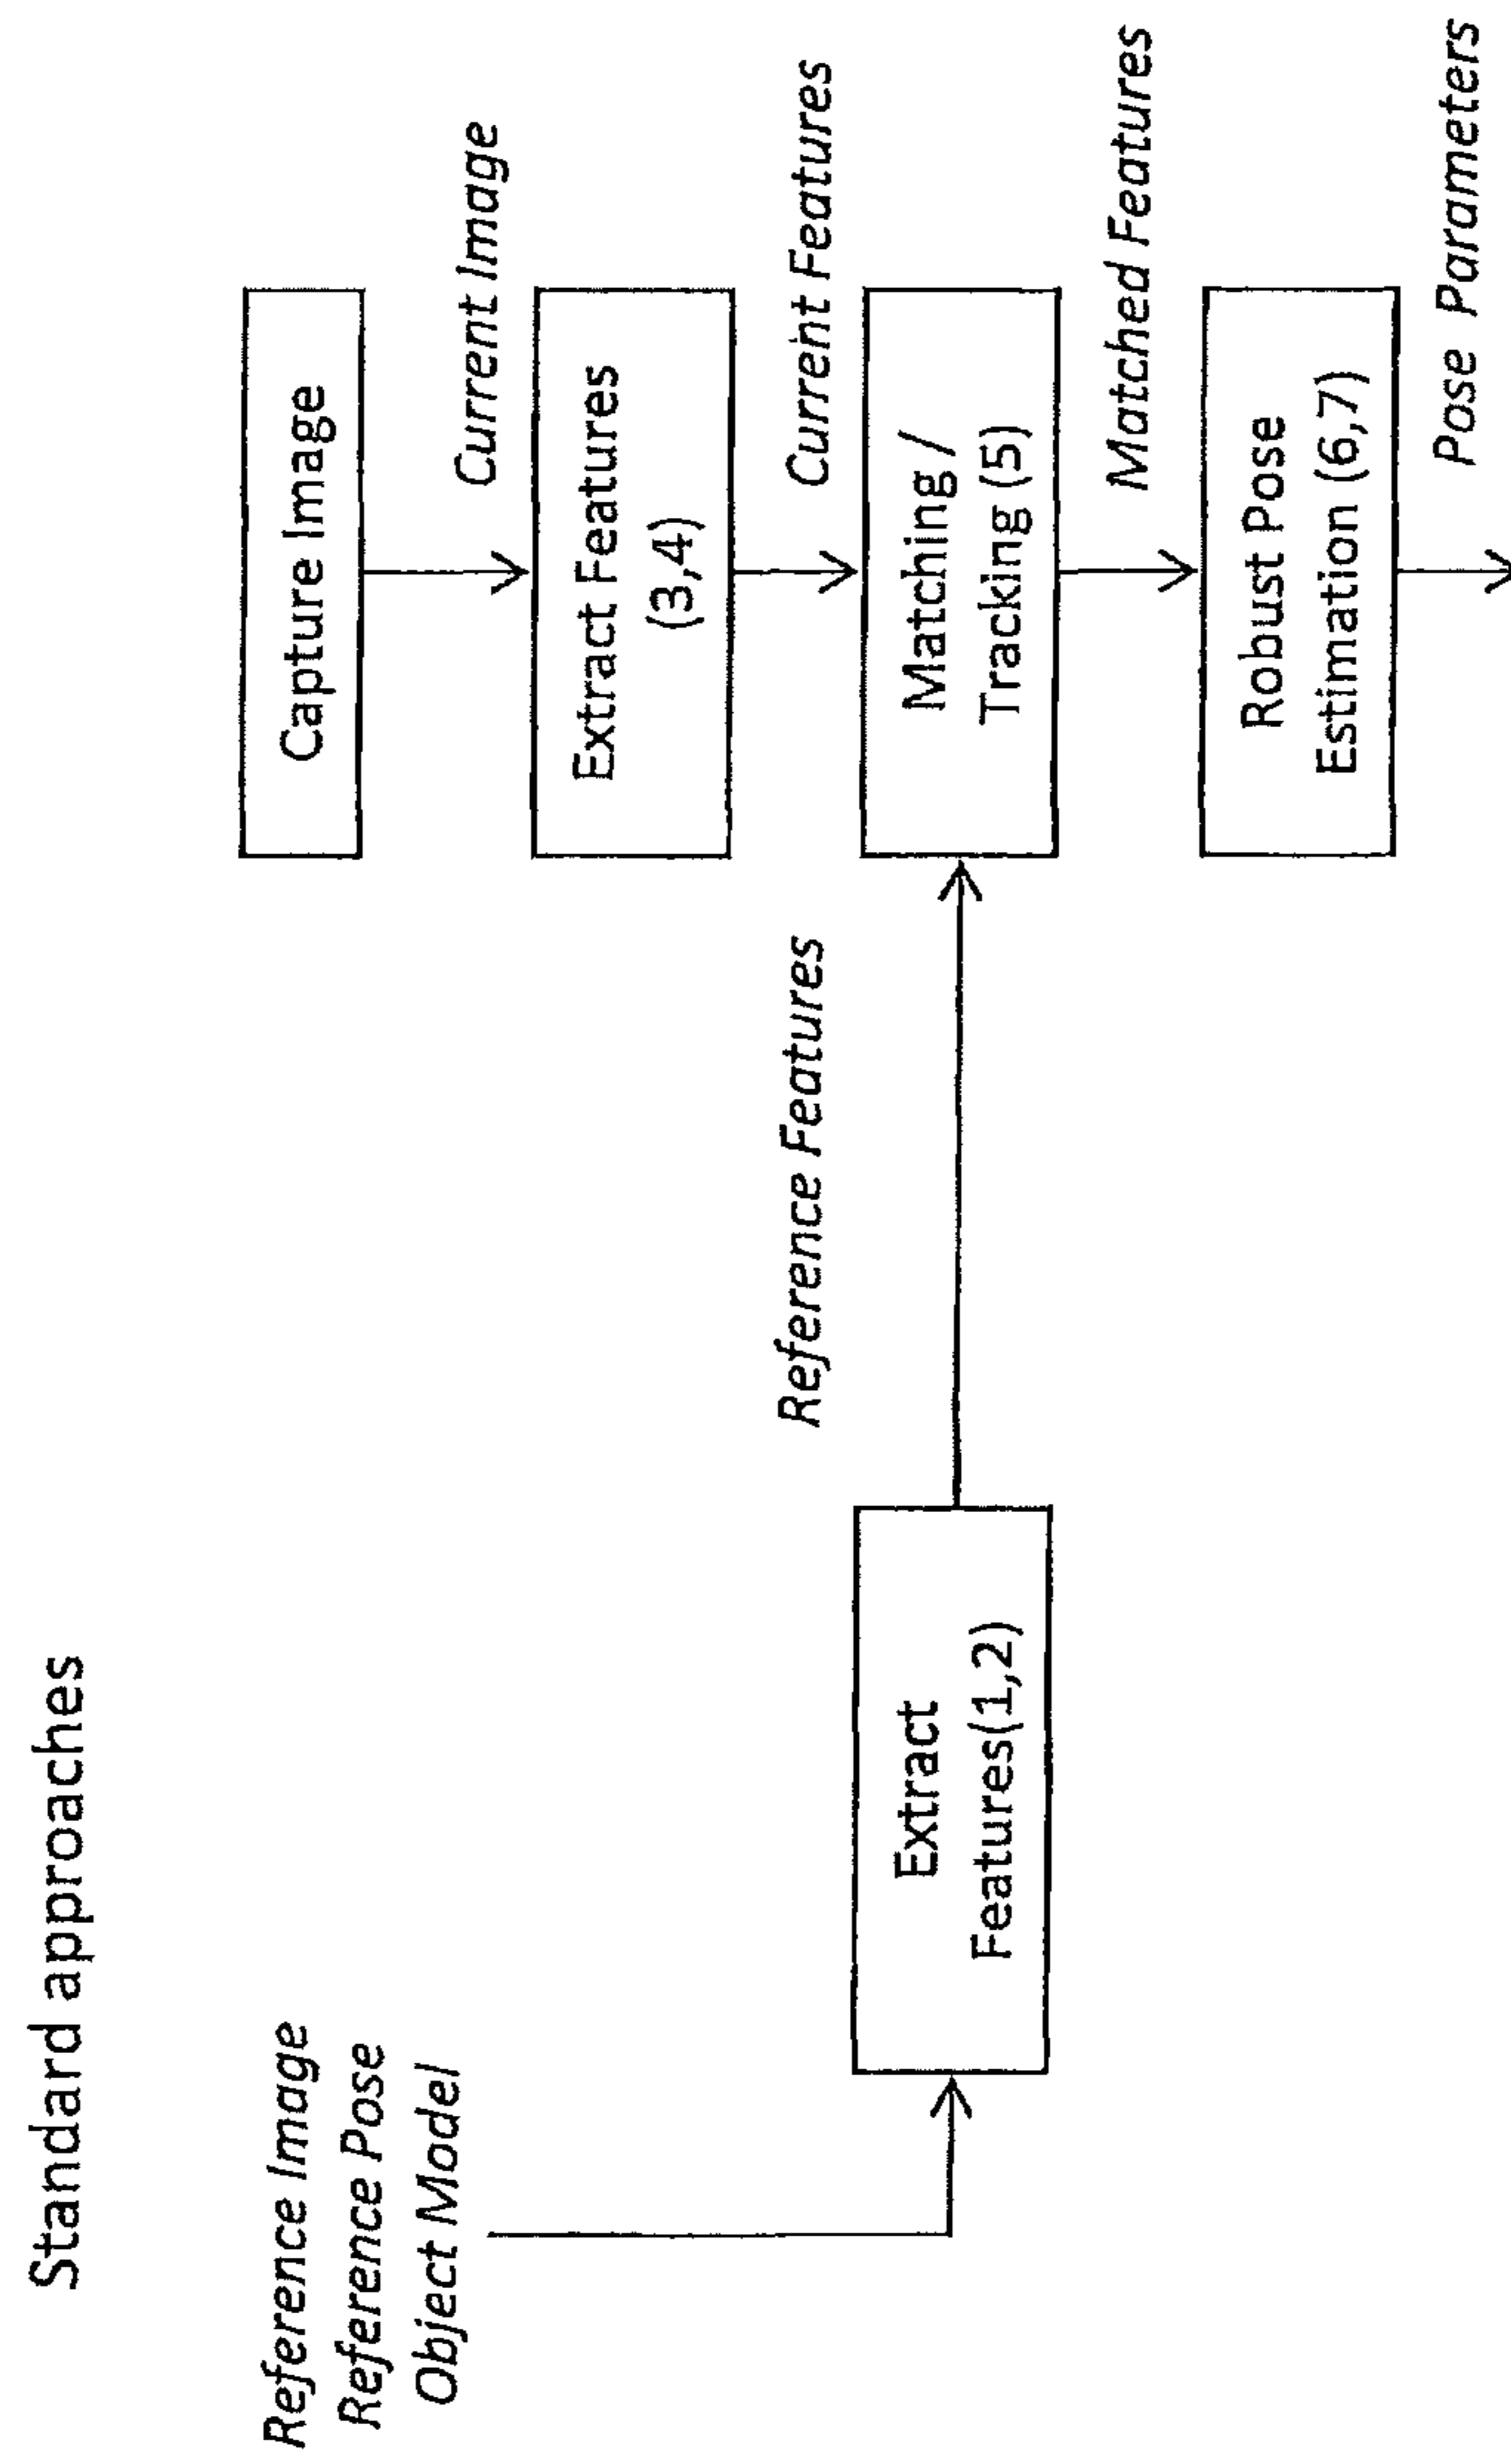 Standard approaches
Reference Image
Reference Pose
Object Model
Extract
Features(1,2)
Reference Features
Capture Image
Current Image
Extract Features
(3,4)
Current Features
Matching /
Tracking (5)
Matched Features
Robust Pose
Estimation (6,7)
Pose Parameters